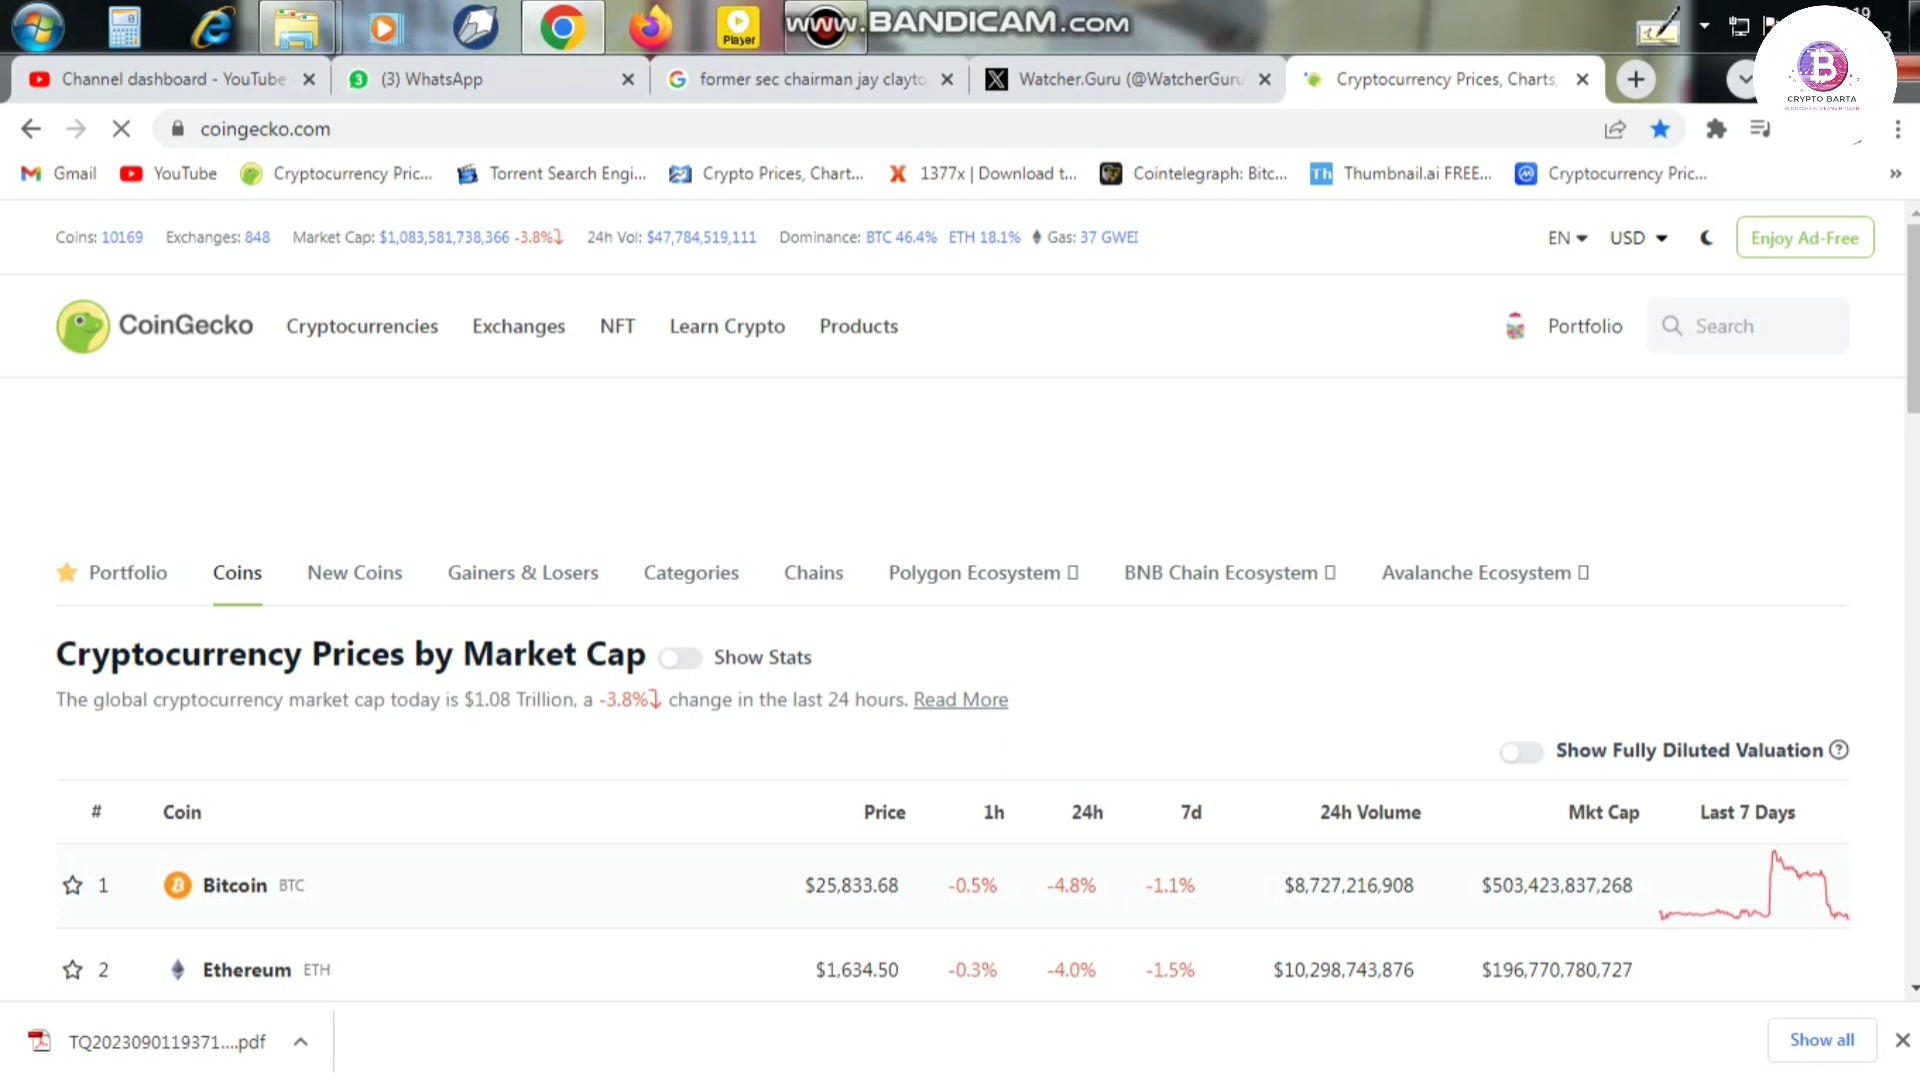 Player
www.BANDICAM.com
19
3
Channel dashboard - YouTube
3 (3) WhatsApp
former sec chairman jay clayto
Watcher.Guru (@WatcherGuru
Cryptocurrency Prices, Charts,
CRYPTO BARTA
coingecko.com
Gmail
YouTube
Cryptocurrency Pric...
Torrent Search Engi...
Crypto Prices, Chart...
1377x | Download t...
Cointelegraph: Bitc...
Th Thumbnail.ai FREE...
Cryptocurrency Pric...
»
Coins: 10169 Exchanges: 848 Market Cap: $1,083,581,738,366 -3.8% 24h Vol: $47,784,519,111 Dominance: BTC 46.4% ETH 18.1% Gas: 37 GWEI
EN USD Enjoy Ad-Free
CoinGecko Cryptocurrencies Exchanges NFT Learn Crypto Products Portfolio Search
Portfolio Coins New Coins Gainers & Losers Categories Chains Polygon Ecosystem BNB Chain Ecosystem Avalanche Ecosystem
Cryptocurrency Prices by Market Cap Show Stats
The global cryptocurrency market cap today is $1.08 Trillion, a -3.8% change in the last 24 hours. Read More
Show Fully Diluted Valuation ?
# Coin Price 1h 24h 7d 24h Volume Mkt Cap Last 7 Days
1 Bitcoin BTC $25,833.68 -0.5% -4.8% -1.1% $8,727,216,908 $503,423,837,268
2 Ethereum ETH $1,634.50 -0.3% -4.0% -1.5% $10,298,743,876 $196,770,780,727
TQ2023090119371....pdf
Show all